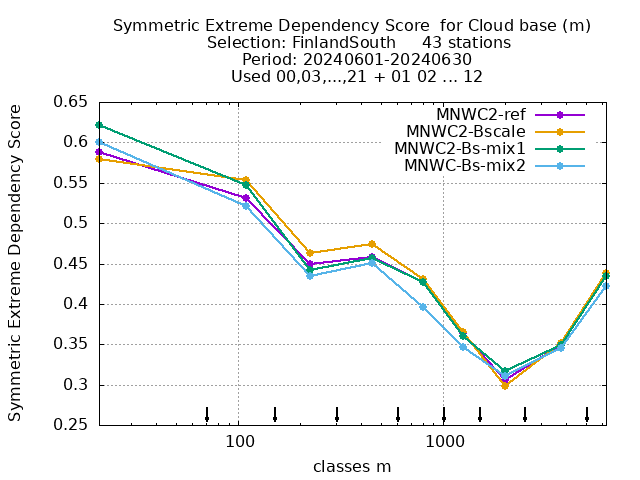 Symmetric Extreme Dependency Score  for Cloud base (m)
Selection: FinlandSouth     43 stations
Period: 20240601-20240630
Used 00,03,...,21 + 01 02 ... 12
Symmetric Extreme Dependency Score
0.65
0.6
0.55
0.5
0.45
0.4
0.35
0.3
0.25
MNWC2-ref
MNWC2-Bscale
MNWC2-Bs-mix1
MNWC-Bs-mix2
100
1000
classes m